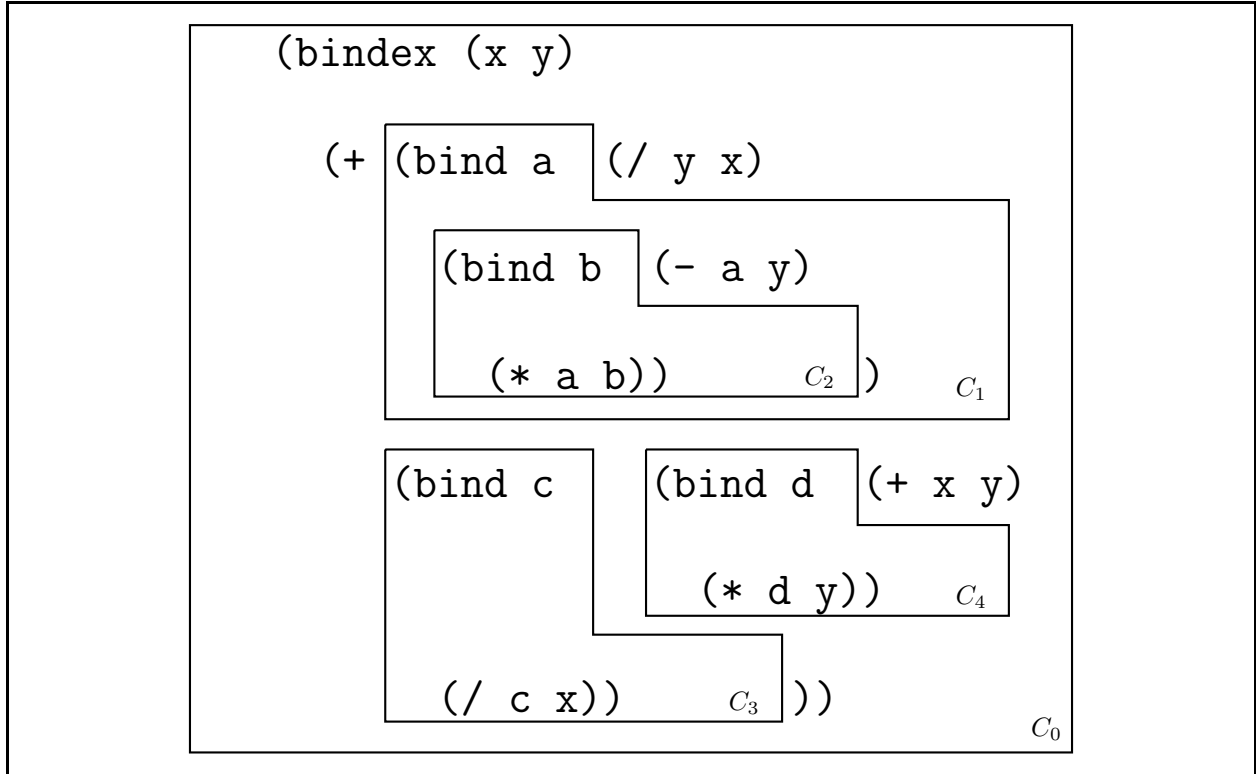 (bindex (x y)
(+ (bind a (/ y x)
(bind b (- a y)
(* a b)) C₂ ) C₁
(bind c (bind d (+ x y)
(* d y)) C₄
(/ c x)) C₃ ))
C₀